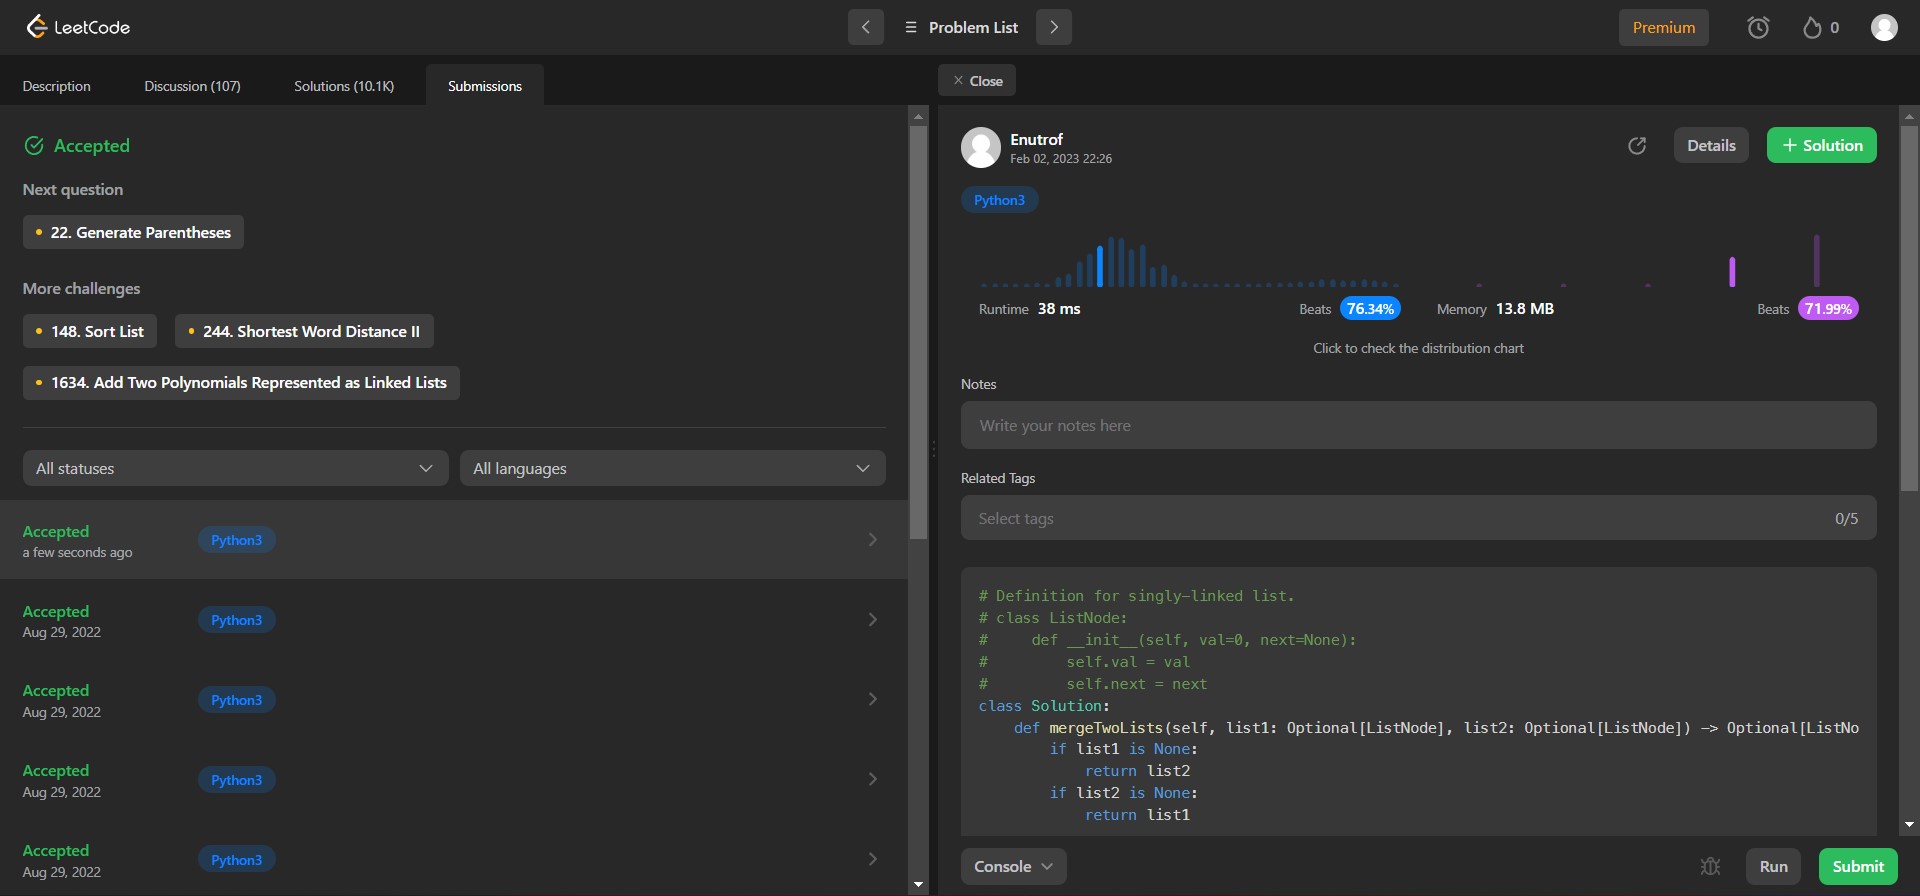 LeetCode
Problem List
Premium
0
Description
Discussion (107)
Solutions (10.1K)
Submissions
Accepted
Next question
22. Generate Parentheses
More challenges
148. Sort List
244. Shortest Word Distance II
1634. Add Two Polynomials Represented as Linked Lists
All statuses
All languages
Accepted
a few seconds ago
Python3
Accepted
Aug 29, 2022
Python3
Accepted
Aug 29, 2022
Python3
Accepted
Aug 29, 2022
Python3
Accepted
Aug 29, 2022
Python3
Close
Enutrof
Feb 02, 2023 22:26
Details
+ Solution
Python3
Runtime 38 ms
Beats 76.34%
Memory 13.8 MB
Beats 71.99%
Click to check the distribution chart
Notes
Write your notes here
Related Tags
Select tags
0/5
# Definition for singly-linked list.
# class ListNode:
#     def __init__(self, val=0, next=None):
#         self.val = val
#         self.next = next
class Solution:
    def mergeTwoLists(self, list1: Optional[ListNode], list2: Optional[ListNode]) -> Optional[ListNo
        if list1 is None:
            return list2
        if list2 is None:
            return list1
Console
Run
Submit